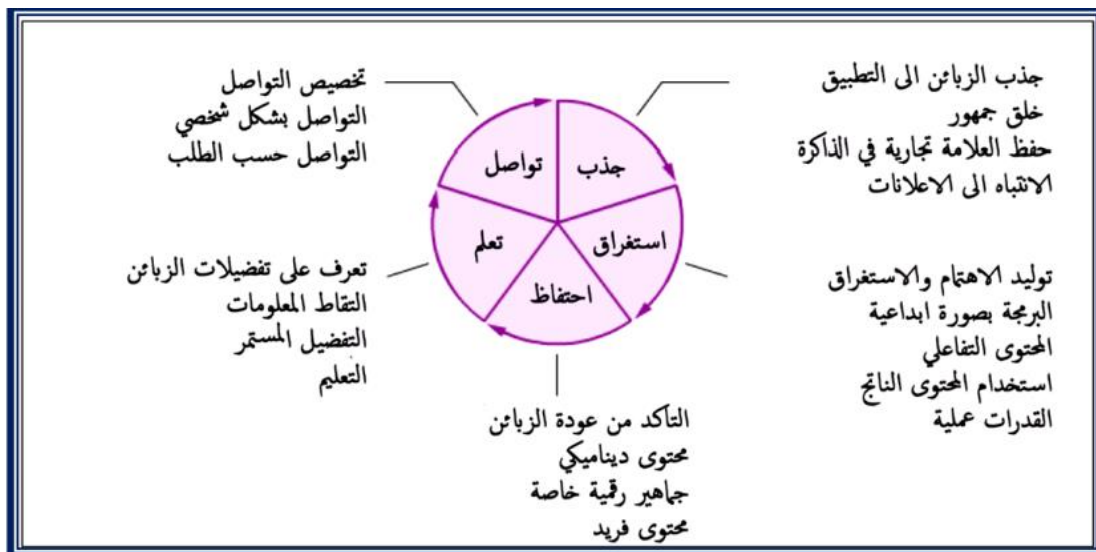 جذب الزبائن الى التطبيق
خلق جمهور
حفظ العلامة تجارية في الذاكرة
الانتباه الى الاعلانات
تخصيص التواصل
التواصل بشكل شخصي
التواصل حسب الطلب
جذب
تواصل
استغراق
تعلم
احتفاظ
توليد الاهتمام والاستغراق
البرمجة بصورة ابداعية
المحتوى التفاعلي
استخدام المحتوى الناتج
القدرات عملية
تعرف على تفضيلات الزبائن
التقاط المعلومات
التفضيل المستمر
التعليم
التأكد من عودة الزبائن
محتوى ديناميكي
جماهير رقمية خاصة
محتوى فريد